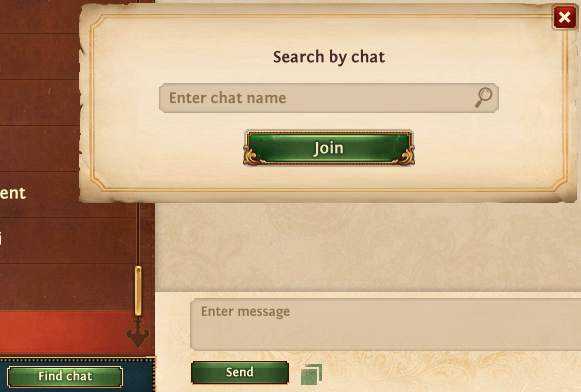 Search by chat
Enter chat name
Join
ent
i
Enter message
Find chat
Send